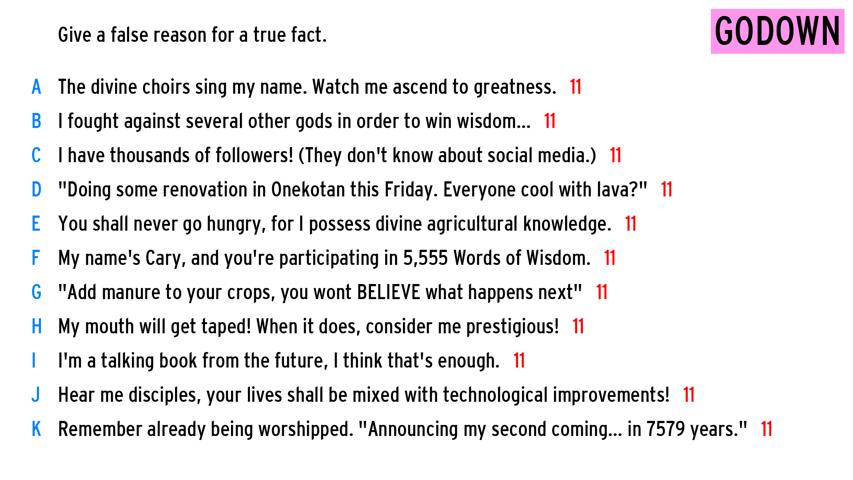 Give a false reason for a true fact.
GODOWN
A The divine choirs sing my name. Watch me ascend to greatness. 11
B I fought against several other gods in order to win wisdom... 11
C I have thousands of followers! (They don't know about social media.) 11
D "Doing some renovation in Onekotan this Friday. Everyone cool with lava?" 11
E You shall never go hungry, for I possess divine agricultural knowledge. 11
F My name's Cary, and you're participating in 5,555 Words of Wisdom. 11
G "Add manure to your crops, you wont BELIEVE what happens next" 11
H My mouth will get taped! When it does, consider me prestigious! 11
I I'm a talking book from the future, I think that's enough. 11
J Hear me disciples, your lives shall be mixed with technological improvements! 11
K Remember already being worshipped. "Announcing my second coming... in 7579 years." 11